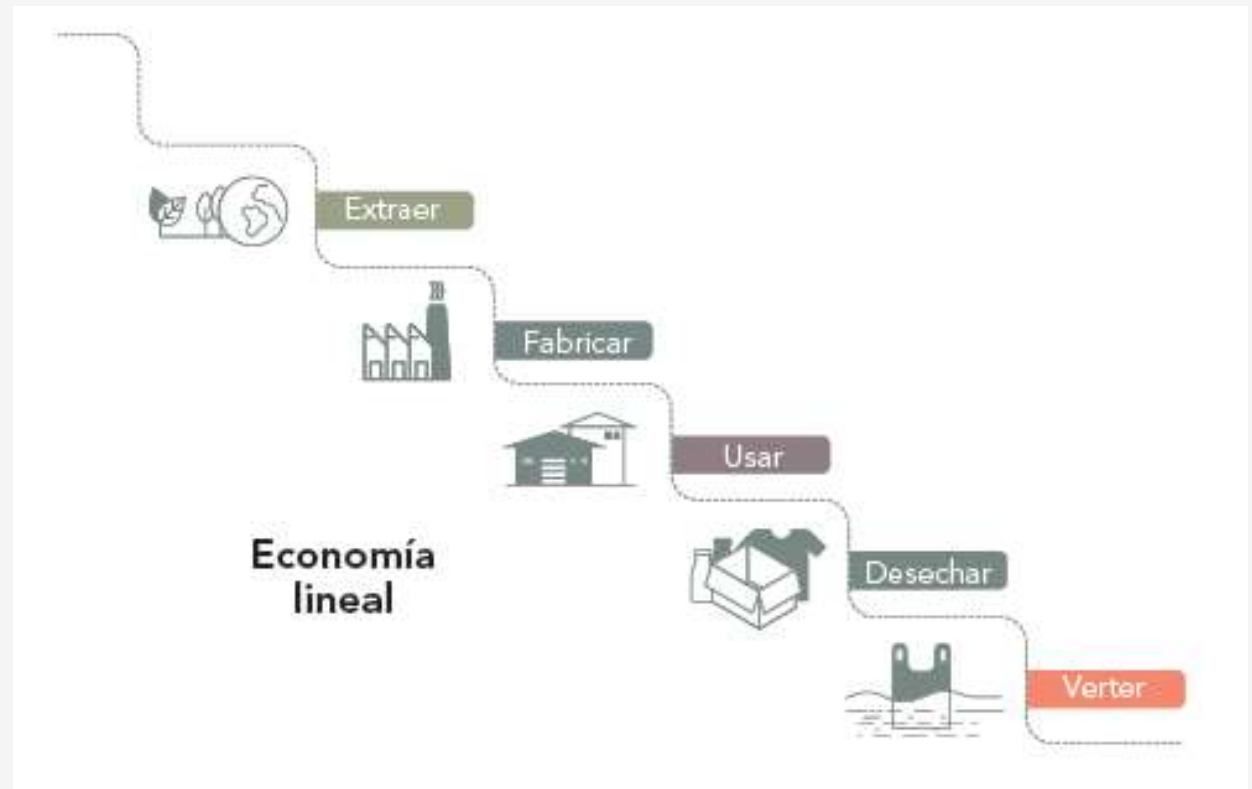 Extraer
Fabricar
Usar
Desechar
Verter
Economía
lineal